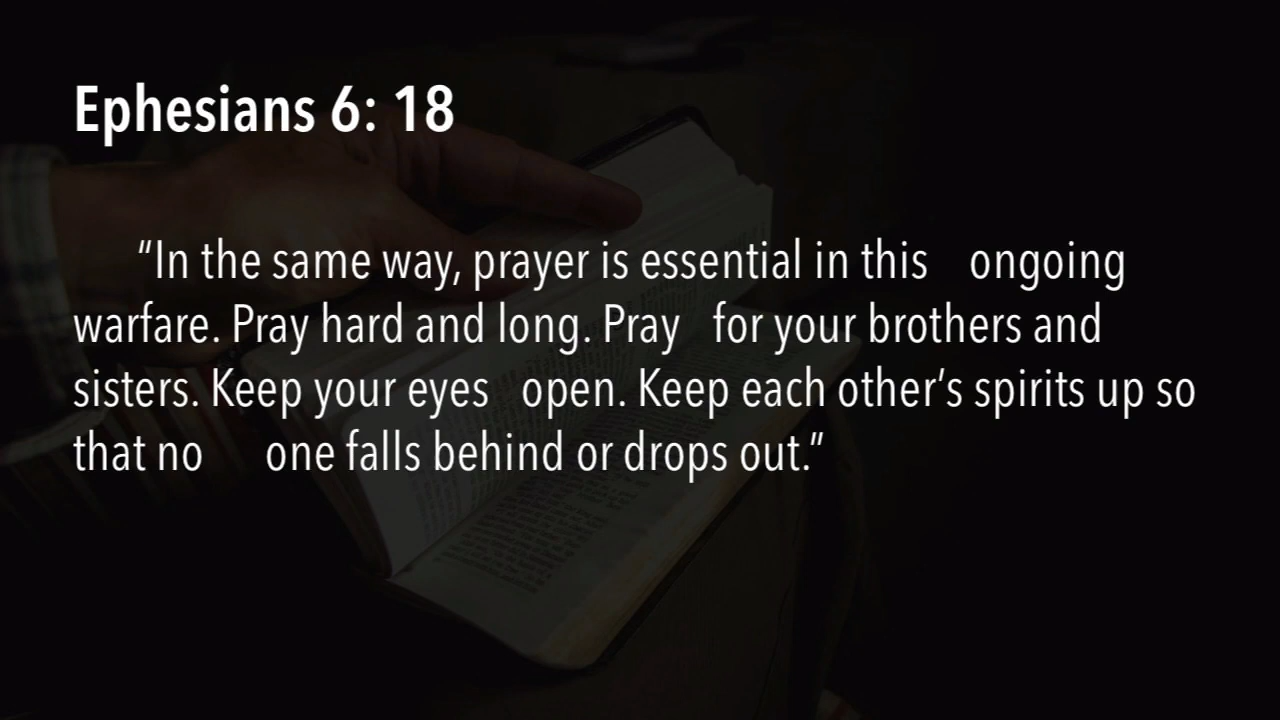 Ephesians 6: 18
“In the same way, prayer is essential in this ongoing
warfare. Pray hard and long. Pray for your brothers and
sisters. Keep your eyes open. Keep each other’s spirits up so
that no one falls behind or drops out.”